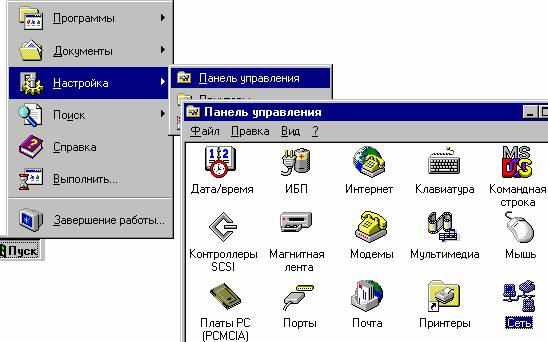 Программы
Документы
Настройка
Поиск
Справка
Выполнить...
Завершение работы...
Пуск
Панель управления
Принтеры
Панель управления
Файл Правка Вид ?
Дата/время ИБП Интернет Клавиатура Командная
строка
Контроллеры
SCSI
Магнитная
лента
Модемы Мультимедиа Мышь
Платы PC
(PCMCIA)
Порты Почта Принтеры Сеть